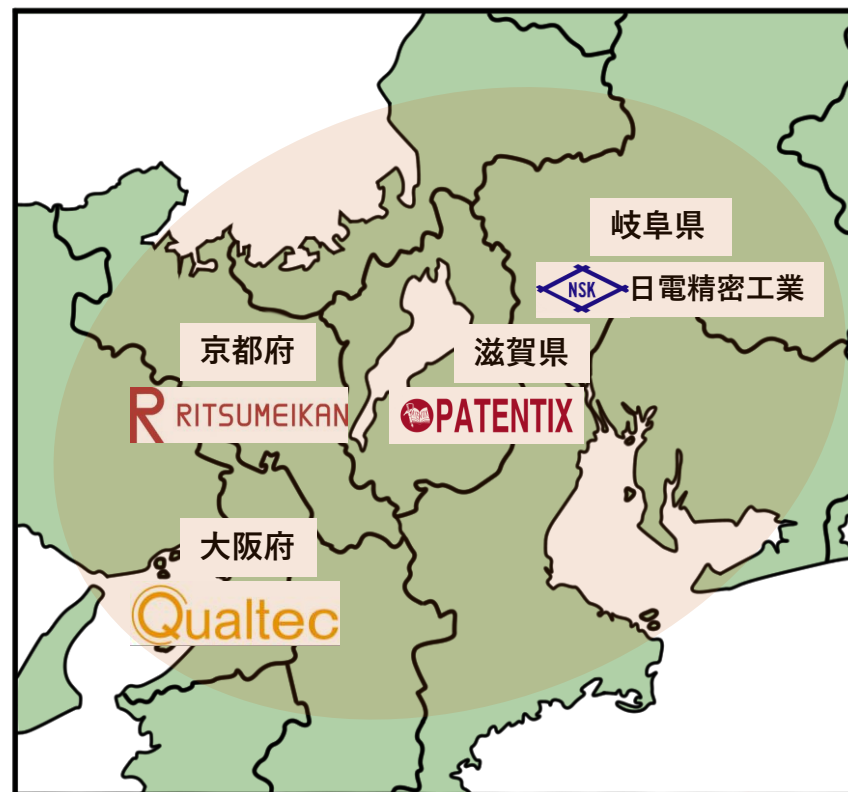 岐阜県
NSK 日電精密工業
京都府
RITSUMEIKAN
滋賀県
PATENTIX
大阪府
Qualtec